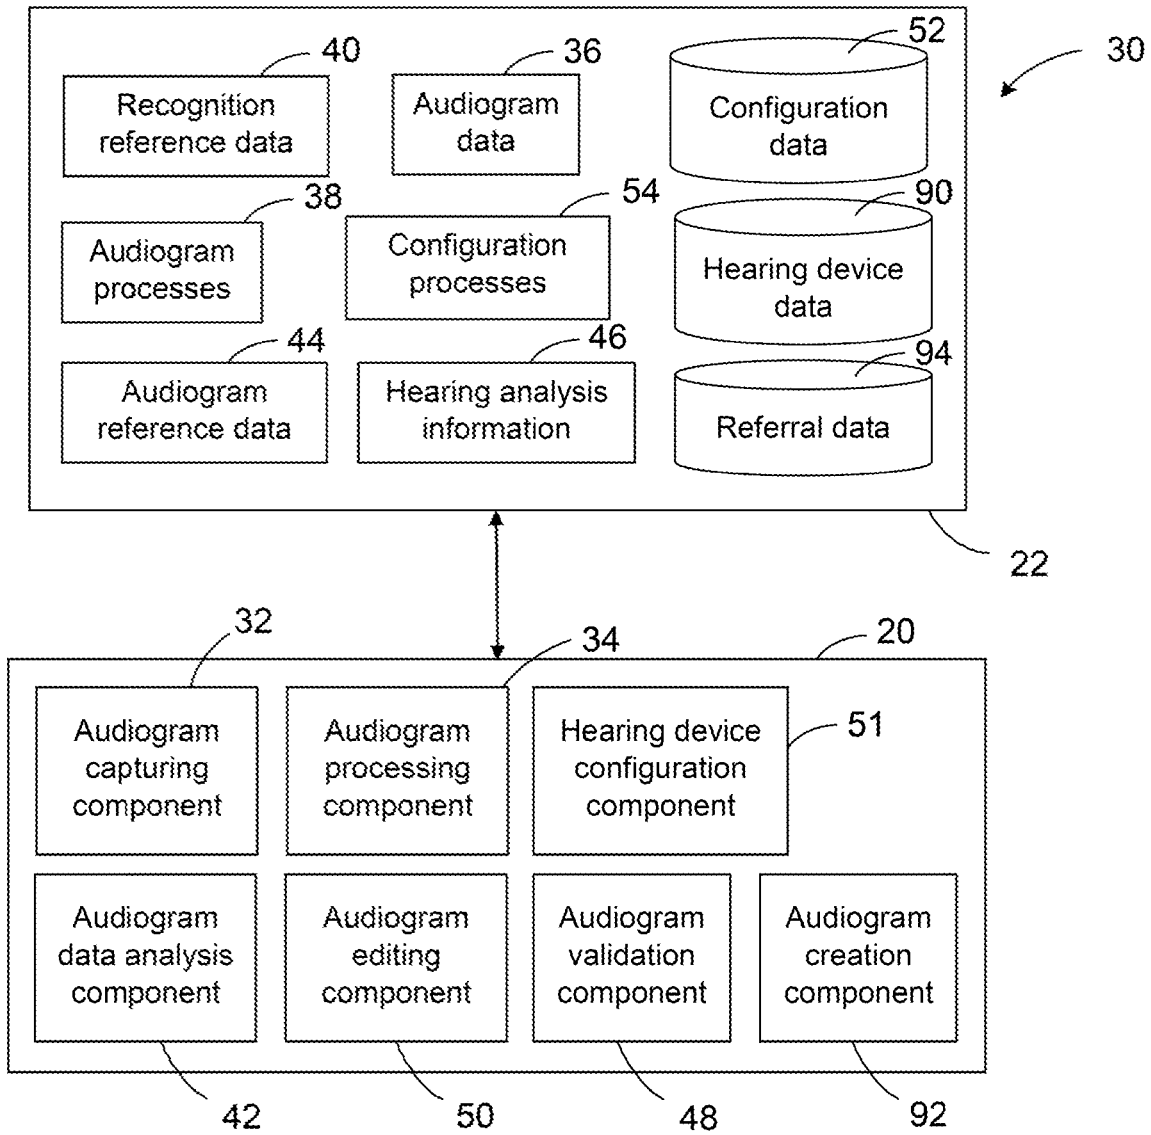 40
36
52
30
Recognition
reference data
Audiogram
data
Configuration
data
38
54
90
Audiogram
processes
Configuration
processes
Hearing device
data
44
46
94
Audiogram
reference data
Hearing analysis
information
Referral data
22
32
34
20
Audiogram
capturing
component
Audiogram
processing
component
Hearing device
configuration
component
51
Audiogram
data analysis
component
Audiogram
editing
component
Audiogram
validation
component
Audiogram
creation
component
42
50
48
92